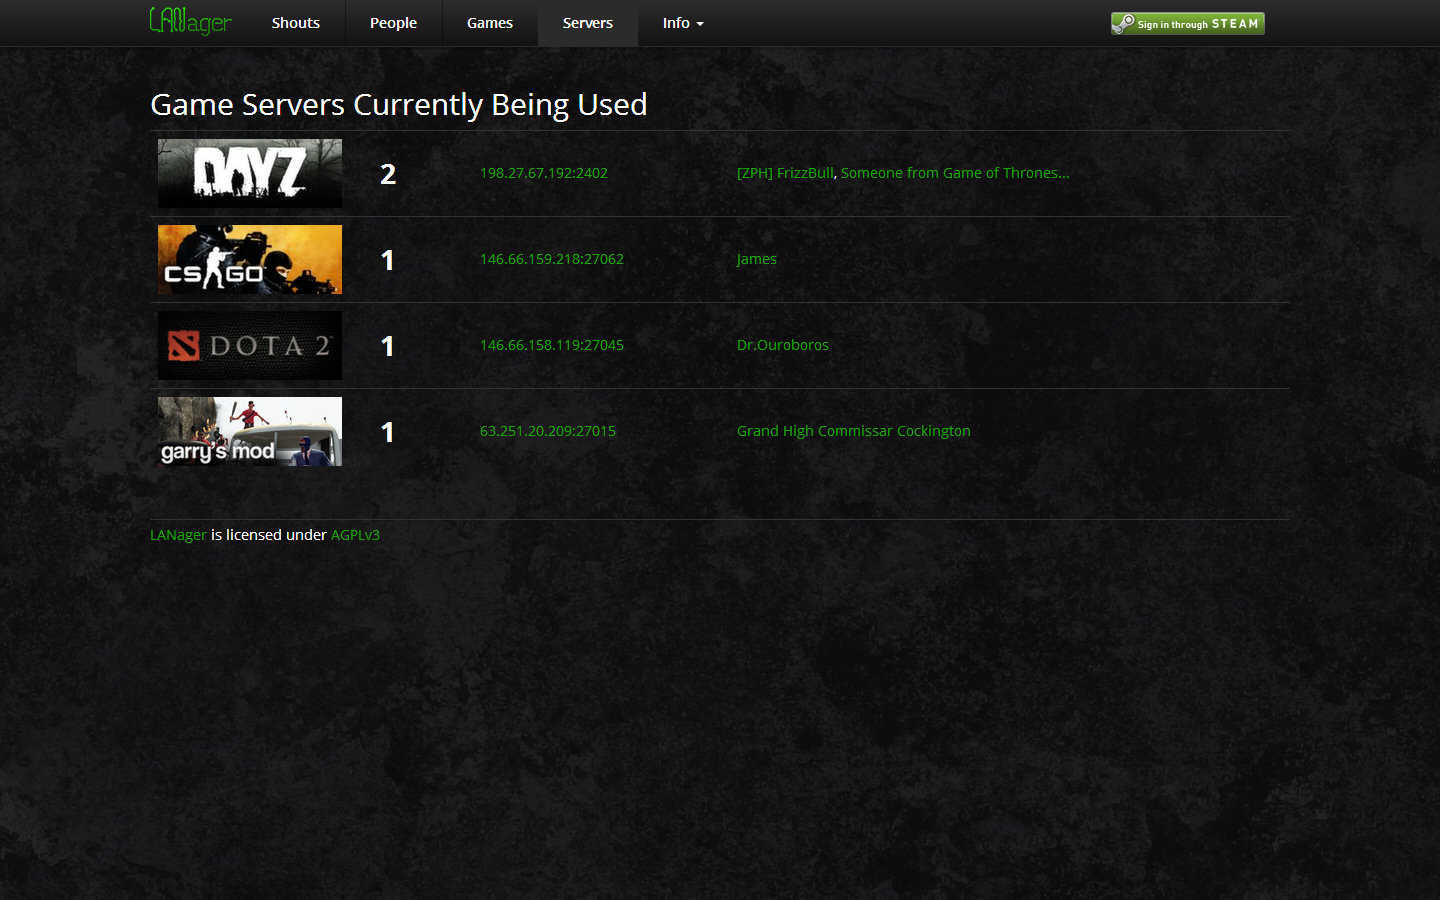 LANager Shouts People Games Servers Info Sign in through STEAM
Game Servers Currently Being Used
DAYZ 2 198.27.67.192:2402 [ZPH] FrizzBull, Someone from Game of Thrones...
CS GO 1 146.66.159.218:27062 James
DOTA 2 1 146.66.158.119:27045 Dr.Ouroboros
garry's mod 1 63.251.20.209:27015 Grand High Commissar Cockington
LANager is licensed under AGPLv3